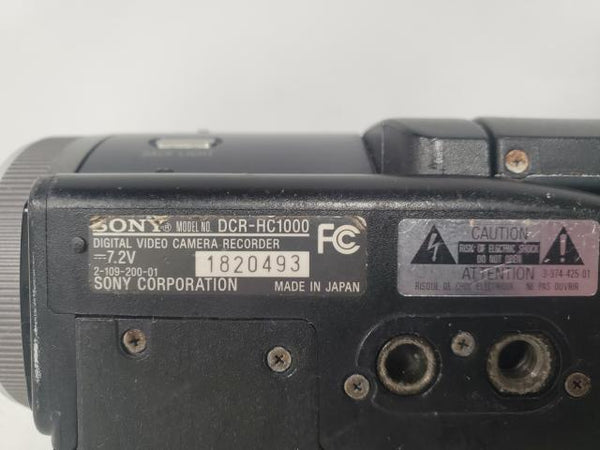 SONY® MODEL NO. DCR-HC1000
DIGITAL VIDEO CAMERA RECORDER
⎓7.2V
1820493
2-109-200-01
SONY CORPORATION
MADE IN JAPAN
FC
CAUTION
RISK OF ELECTRIC SHOCK
DO NOT OPEN
ATTENTION 3-974-425-01
RISQUE DE CHOC ELECTRIQUE NE PAS OUVRIR